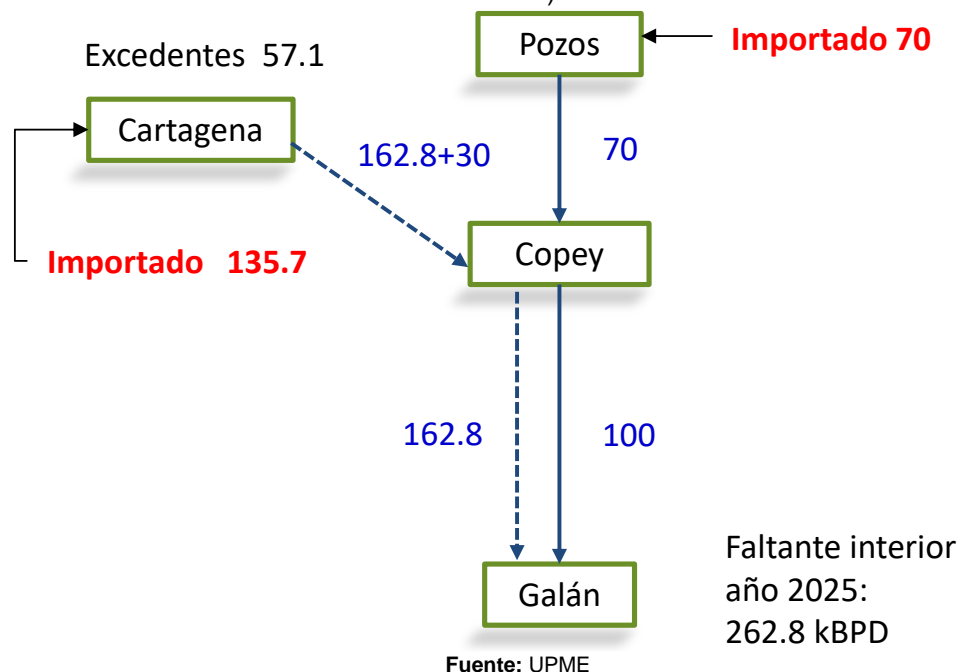 Pozos
Importado 70
Excedentes 57.1
Cartagena
162.8+30
70
Copey
Importado 135.7
162.8
100
Galán
Faltante interior
año 2025:
262.8 kBPD
Fuente: UPME